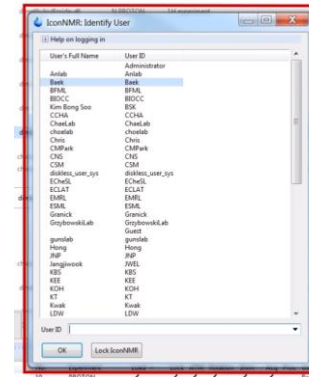 IconNMR: Identify User
Help on logging in
User's Full Name User ID
Administrator
Anlab Anlab
Baek Baek
BFML BFML
BIOCC BIOCC
Kim Bong Soo BSK
CCHA CCHA
ChaeLab ChaeLab
choelab choelab
Chris Chris
CMPark CMPark
CNS CNS
CSM CSM
diskless_user_sys diskless_user_sys
ECheSL ECheSL
ECLAT ECLAT
EMRL EMRL
ESML ESML
Granick Granick
GrzybowskiLab GrzybowskiLab
Guest
gunslab gunslab
Hong Hong
JNP JNP
Jangjiwook JWEL
KBS KBS
KEE KEE
KOH KOH
KT KT
Kwak Kwak
LDW LDW
User ID
OK Lock IconNMR